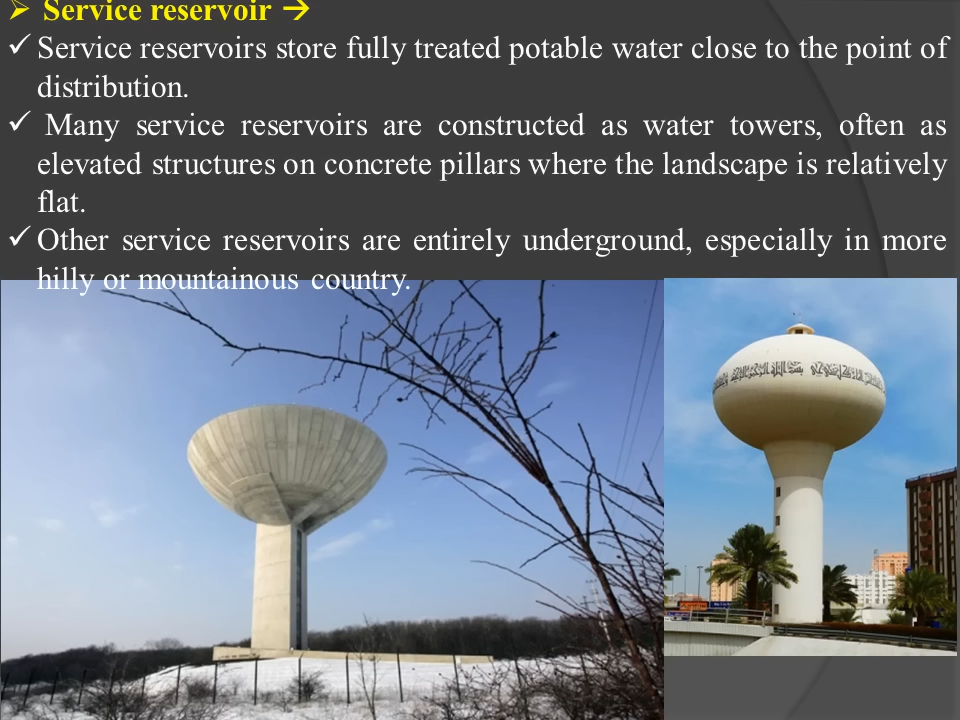 ➢ Service reservoir →
✓ Service reservoirs store fully treated potable water close to the point of
distribution.
✓ Many service reservoirs are constructed as water towers, often as
elevated structures on concrete pillars where the landscape is relatively
flat.
✓ Other service reservoirs are entirely underground, especially in more
hilly or mountainous country.